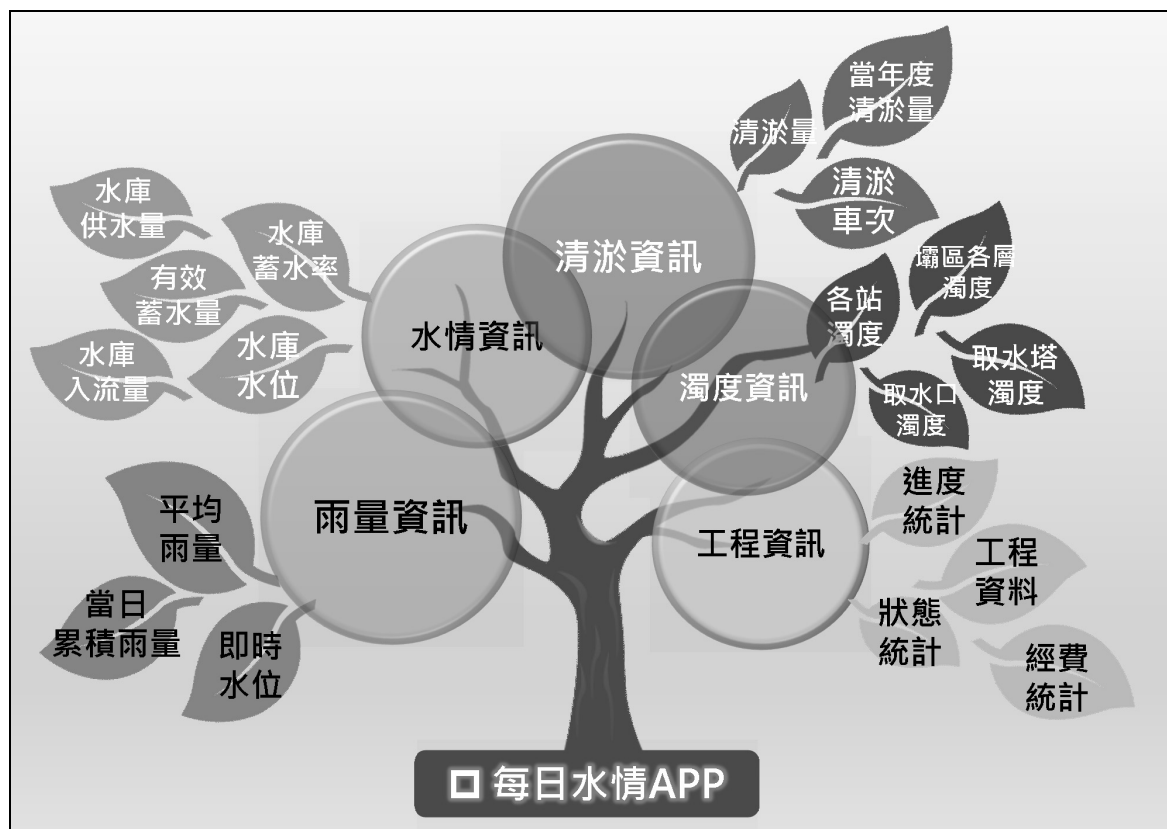 當年度
清淤量
清淤量
清淤
車次
清淤資訊
水庫
供水量
水庫
蓄水率
有效
蓄水量
水庫
水位
水庫
入流量
水情資訊
壩區各層
濁度
各站
濁度
取水塔
濁度
取水口
濁度
濁度資訊
平均
雨量
當日
累積雨量
即時
水位
雨量資訊
進度
統計
工程
資料
狀態
統計
經費
統計
工程資訊
每日水情APP